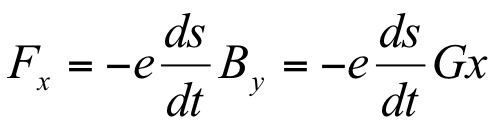 F_x = -e \frac{ds}{dt} B_y = -e \frac{ds}{dt} Gx